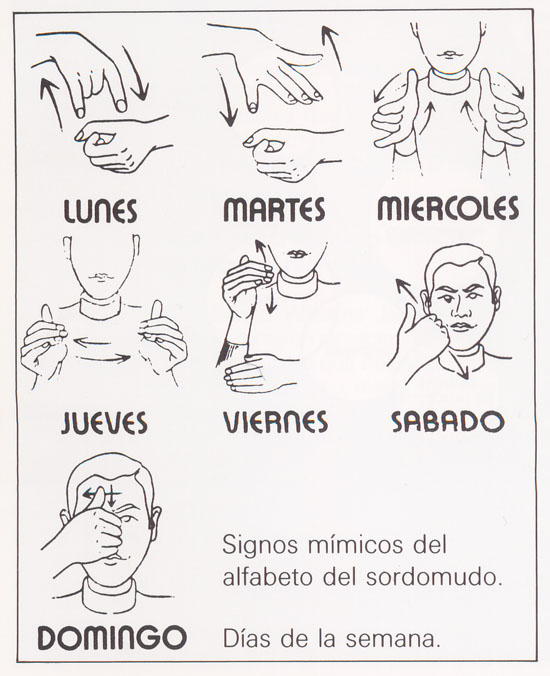 LUNES
MARTES
MIERCOLES
JUEVES
VIERNES
SABADO
Signos mímicos del
alfabeto del sordomudo.
DOMINGO
Días de la semana.